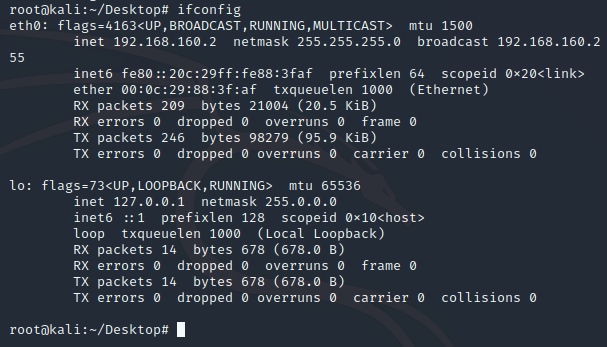 root@kali:~/Desktop# ifconfig
eth0: flags=4163<UP,BROADCAST,RUNNING,MULTICAST>  mtu 1500
        inet 192.168.160.2  netmask 255.255.255.0  broadcast 192.168.160.2
55
        inet6 fe80::20c:29ff:fe88:3faf  prefixlen 64  scopeid 0×20<link>
        ether 00:0c:29:88:3f:af  txqueuelen 1000  (Ethernet)
        RX packets 209  bytes 21004 (20.5 KiB)
        RX errors 0  dropped 0  overruns 0  frame 0
        TX packets 246  bytes 98279 (95.9 KiB)
        TX errors 0  dropped 0 overruns 0  carrier 0  collisions 0

lo: flags=73<UP,LOOPBACK,RUNNING>  mtu 65536
        inet 127.0.0.1  netmask 255.0.0.0
        inet6 ::1  prefixlen 128  scopeid 0×10<host>
        loop  txqueuelen 1000  (Local Loopback)
        RX packets 14  bytes 678 (678.0 B)
        RX errors 0  dropped 0  overruns 0  frame 0
        TX packets 14  bytes 678 (678.0 B)
        TX errors 0  dropped 0 overruns 0  carrier 0  collisions 0

root@kali:~/Desktop#